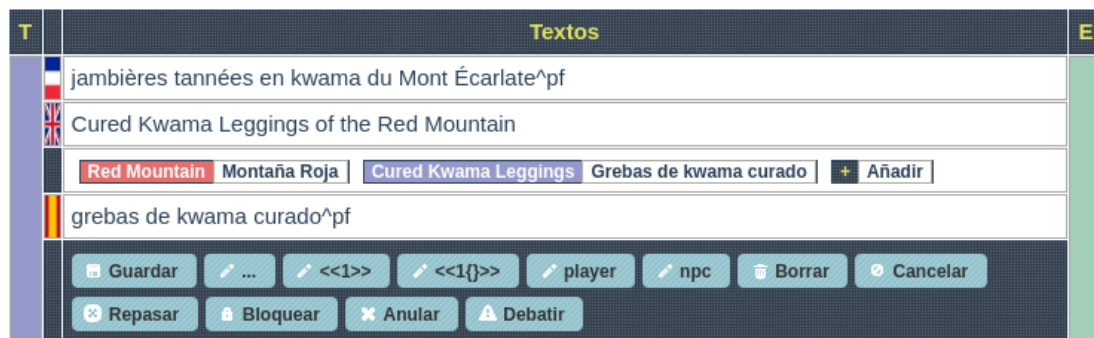 T Textos E
jambières tannées en kwama du Mont Écarlate^pf
Cured Kwama Leggings of the Red Mountain
Red Mountain Montaña Roja Cured Kwama Leggings Grebas de kwama curado + Añadir
grebas de kwama curado^pf
Guardar ... <<1>> <<1{}>> player npc Borrar Cancelar
Repasar Bloquear Anular Debatir